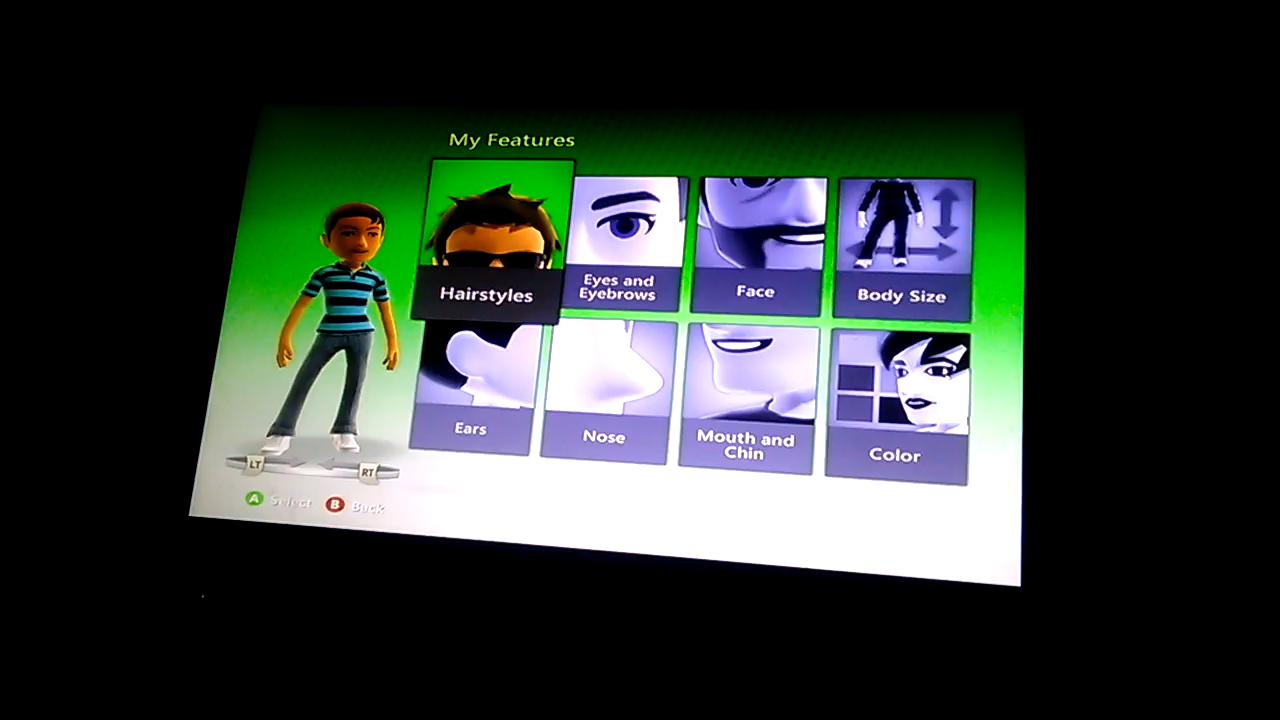 My Features
Hairstyles
Eyes and
Eyebrows
Face
Body Size
Ears
Nose
Mouth and
Chin
Color
LT
RT
A Select B Back